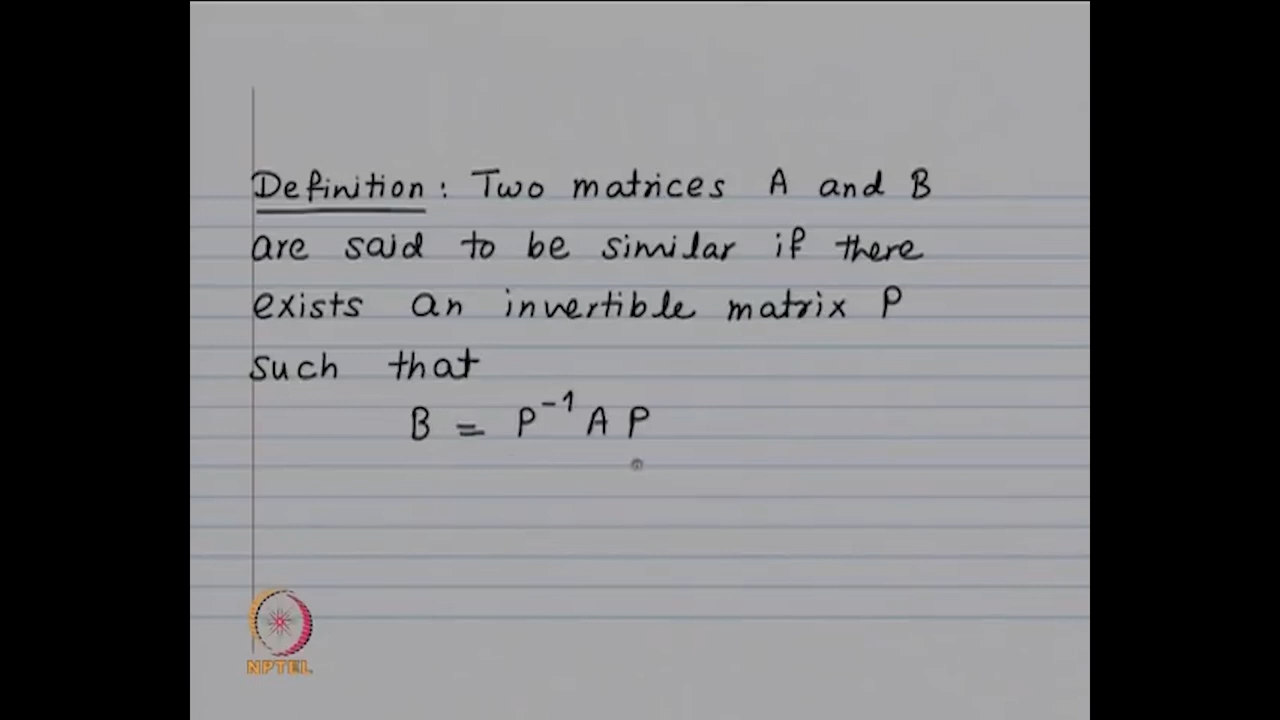 Definition: Two matrices A and B
are said to be similar if there
exists an invertible matrix P
such that
B = P⁻¹ A P
NPTEL